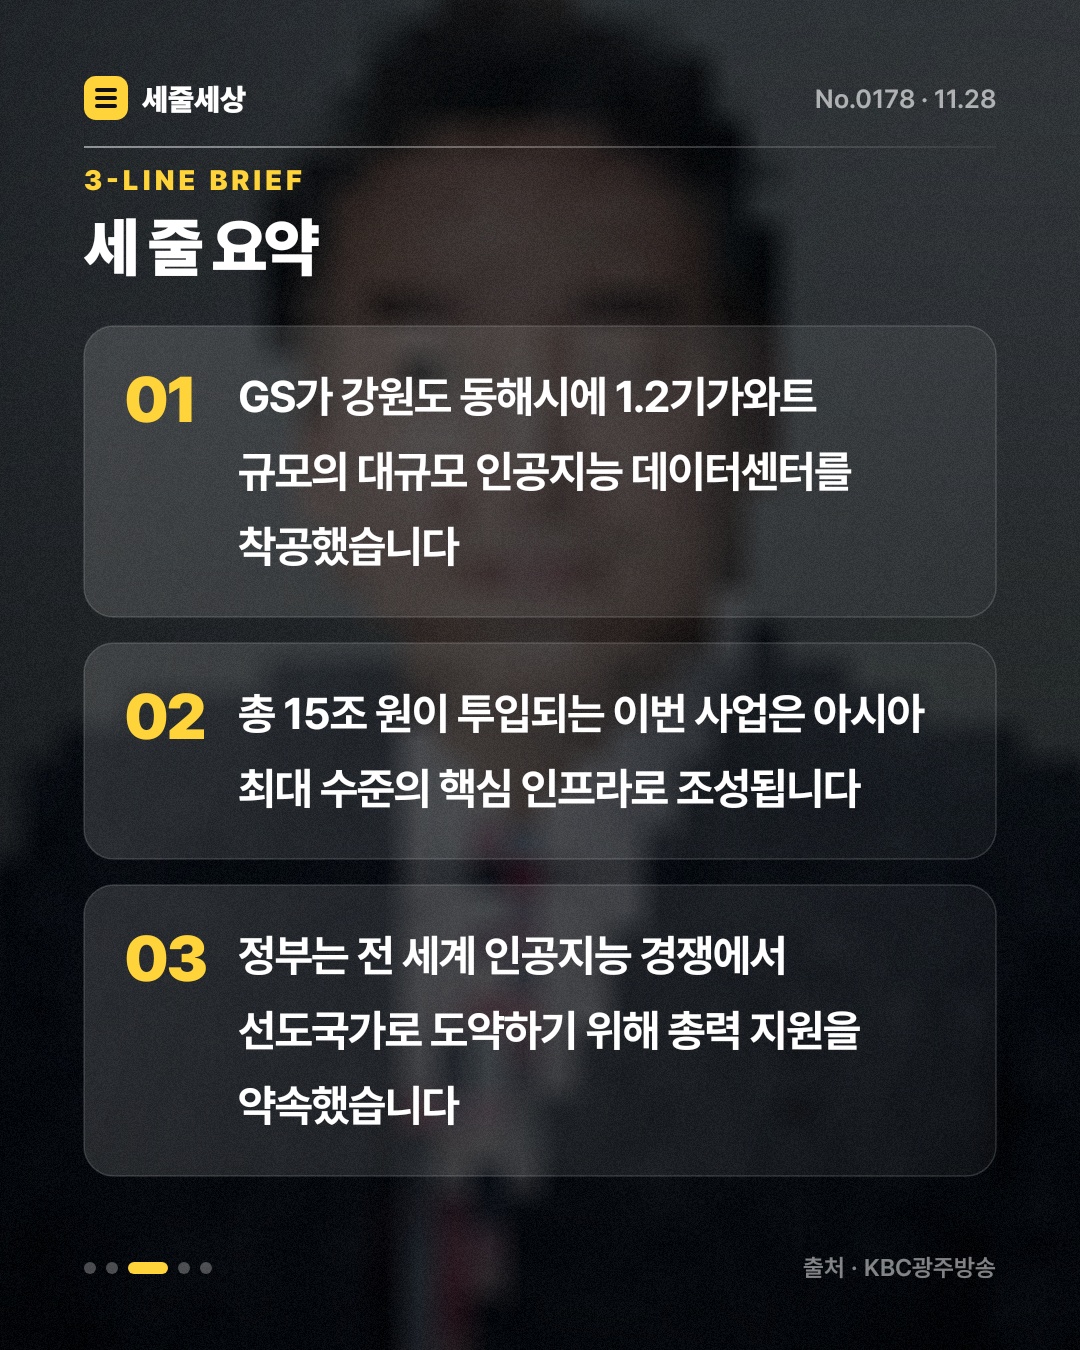 세줄세상
No.0178 · 11.28
3-LINE BRIEF
세 줄 요약
01
GS가 강원도 동해시에 1.2기가와트
규모의 대규모 인공지능 데이터센터를
착공했습니다
02
총 15조 원이 투입되는 이번 사업은 아시아
최대 수준의 핵심 인프라로 조성됩니다
03
정부는 전 세계 인공지능 경쟁에서
선도국가로 도약하기 위해 총력 지원을
약속했습니다
출처 · KBC광주방송